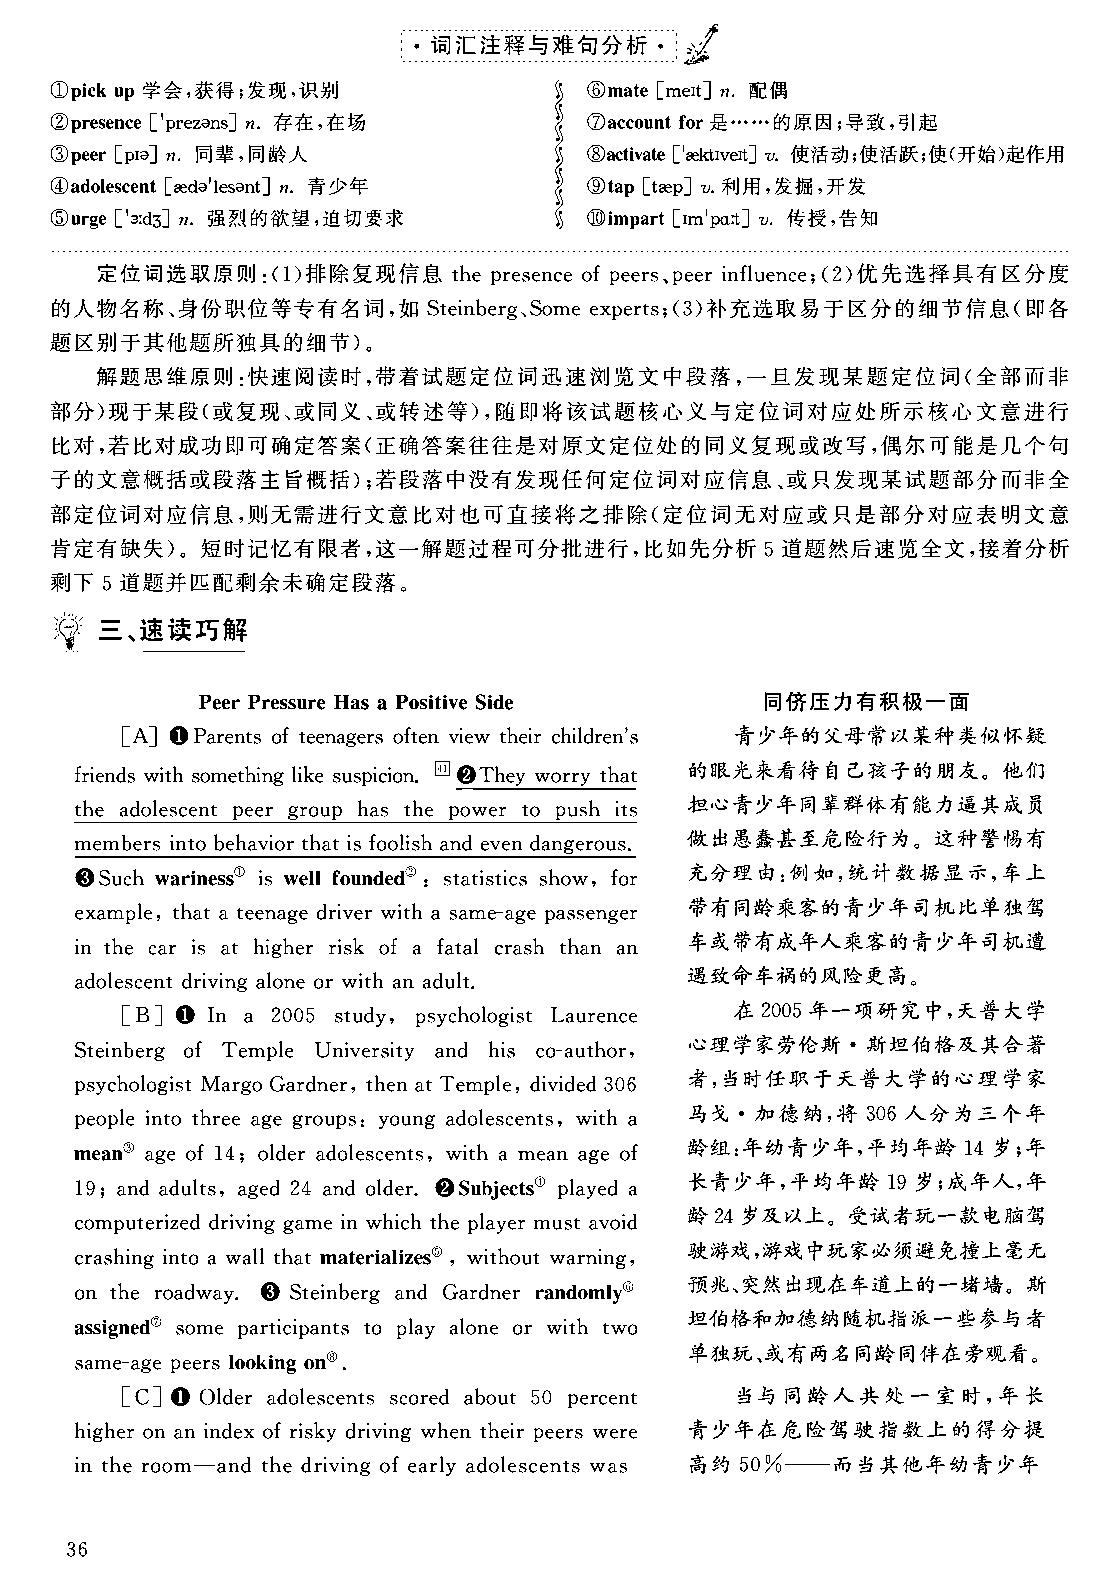 ·词汇注释与难句分析·
①pick up 学会,获得;发现,识别
②presence [ˈprezəns] n. 存在,在场
③peer [pɪə] n. 同辈,同龄人
④adolescent [ædəˈlesənt] n. 青少年
⑤urge [ˈɜːdʒ] n. 强烈的欲望,迫切要求
⑥mate [meɪt] n. 配偶
⑦account for 是……的原因;导致,引起
⑧activate [ˈæktɪveɪt] v. 使活动;使活跃;使(开始)起作用
⑨tap [tæp] v. 利用,发掘,开发
⑩impart [ɪmˈpɑːt] v. 传授,告知
定位词选取原则:(1)排除复现信息 the presence of peers、peer influence;(2)优先选择具有区分度
的人物名称、身份职位等专有名词,如 Steinberg、Some experts;(3)补充选取易于区分的细节信息(即各
题区别于其他题所独具的细节)。
解题思维原则:快速阅读时,带着试题定位词迅速浏览文中段落,一旦发现某题定位词(全部而非
部分)现于某段(或复现、或同义、或转述等),随即将该试题核心义与定位词对应处所示核心文意进行
比对,若比对成功即可确定答案(正确答案往往是对原文定位处的同义复现或改写,偶尔可能是几个句
子的文意概括或段落主旨概括);若段落中没有发现任何定位词对应信息、或只发现某试题部分而非全
部定位词对应信息,则无需进行文意比对也可直接将之排除(定位词无对应或只是部分对应表明文意
肯定有缺失)。短时记忆有限者,这一解题过程可分批进行,比如先分析 5 道题然后速览全文,接着分析
剩下 5 道题并匹配剩余未确定段落。
三、速读巧解
Peer Pressure Has a Positive Side
[A] ❶Parents of teenagers often view their children's
friends with something like suspicion. [41] ❷They worry that
the adolescent peer group has the power to push its
members into behavior that is foolish and even dangerous.
❸Such wariness① is well founded②: statistics show, for
example, that a teenage driver with a same-age passenger
in the car is at higher risk of a fatal crash than an
adolescent driving alone or with an adult.
[B] ❶ In a 2005 study, psychologist Laurence
Steinberg of Temple University and his co-author,
psychologist Margo Gardner, then at Temple, divided 306
people into three age groups: young adolescents, with a
mean③ age of 14; older adolescents, with a mean age of
19; and adults, aged 24 and older. ❷Subjects④ played a
computerized driving game in which the player must avoid
crashing into a wall that materializes⑤, without warning,
on the roadway. ❸ Steinberg and Gardner randomly⑥
assigned⑦ some participants to play alone or with two
same-age peers looking on⑧.
[C] ❶ Older adolescents scored about 50 percent
higher on an index of risky driving when their peers were
in the room—and the driving of early adolescents was
同侪压力有积极一面
青少年的父母常以某种类似怀疑
的眼光来看待自己孩子的朋友。他们
担心青少年同辈群体有能力逼其成员
做出愚蠢甚至危险行为。这种警惕有
充分理由:例如,统计数据显示,车上
带有同龄乘客的青少年司机比单独驾
车或带有成年人乘客的青少年司机遭
遇致命车祸的风险更高。
在 2005 年一项研究中,天普大学
心理学家劳伦斯·斯坦伯格及其合著
者,当时任职于天普大学的心理学家
马戈·加德纳,将 306 人分为三个年
龄组:年幼青少年,平均年龄 14 岁;年
长青少年,平均年龄 19 岁;成年人,年
龄 24 岁及以上。受试者玩一款电脑驾
驶游戏,游戏中玩家必须避免撞上毫无
预兆、突然出现在车道上的一堵墙。斯
坦伯格和加德纳随机指派一些参与者
单独玩、或有两名同龄同伴在旁观看。
当与同龄人共处一室时,年长
青少年在危险驾驶指数上的得分提
高约 50%——而当其他年幼青少年
36